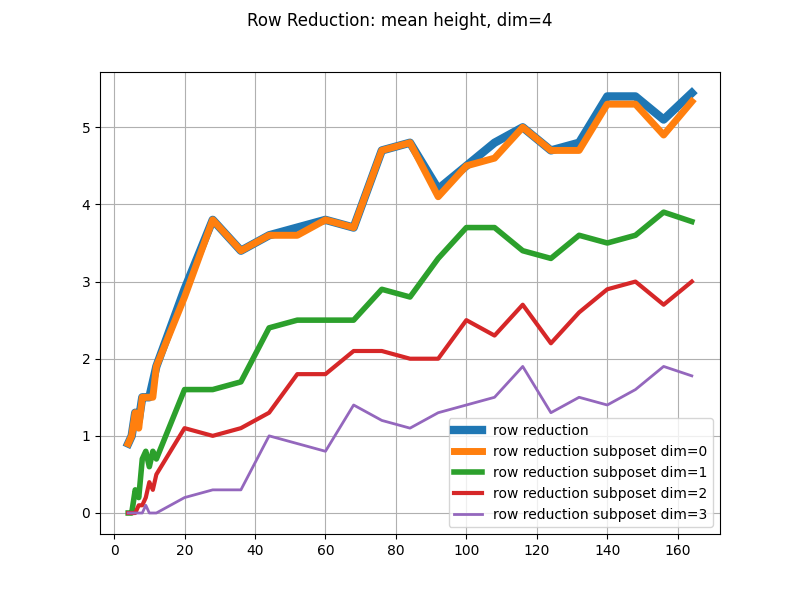 Row Reduction: mean height, dim=4
5
4
3
2
1
0
row reduction
row reduction subposet dim=0
row reduction subposet dim=1
row reduction subposet dim=2
row reduction subposet dim=3
0 20 40 60 80 100 120 140 160